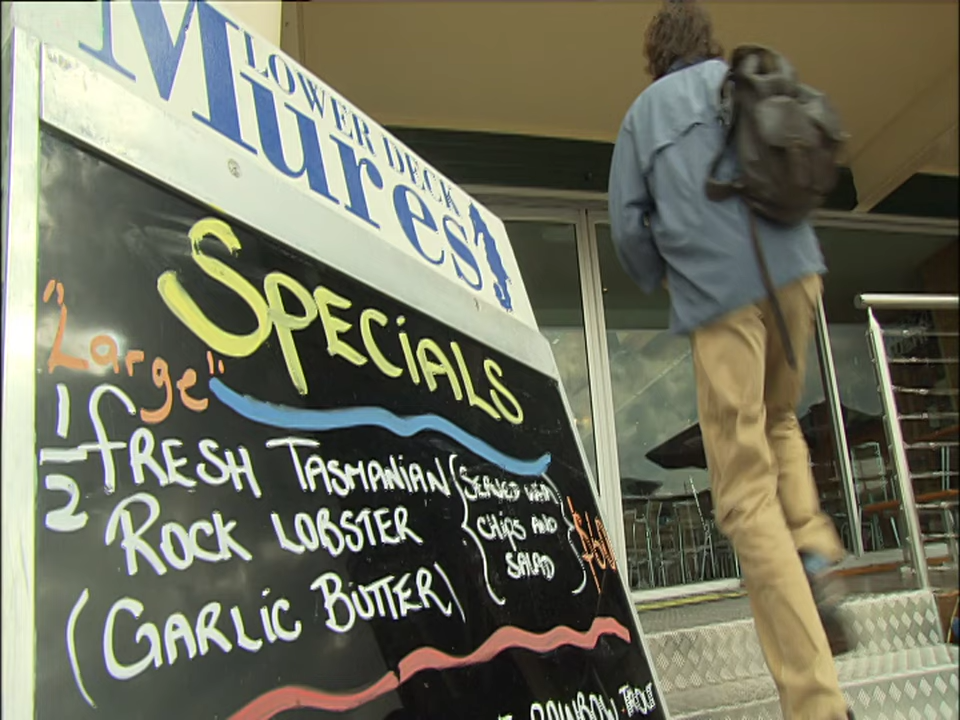 LOWER DECK
Mures
SPECiALS
"Large"
1/2 fRESH TASMANIAN
ROCK LOBSTER
(GARLiC BUTTER)
(SERVED WITH
CHiPS AND
SALAD)
RAINBOW TROUT